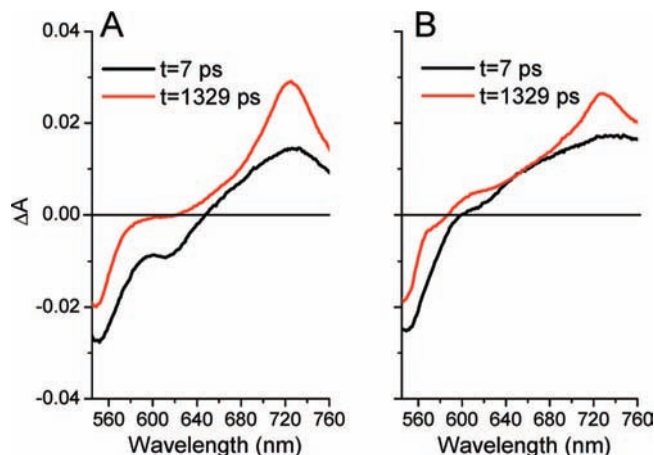 A
B
t=7 ps
t=1329 ps
t=7 ps
t=1329 ps
ΔA
0.04
0.02
0.00
-0.02
-0.04
560 600 640 680 720 760
560 600 640 680 720 760
Wavelength (nm)
Wavelength (nm)